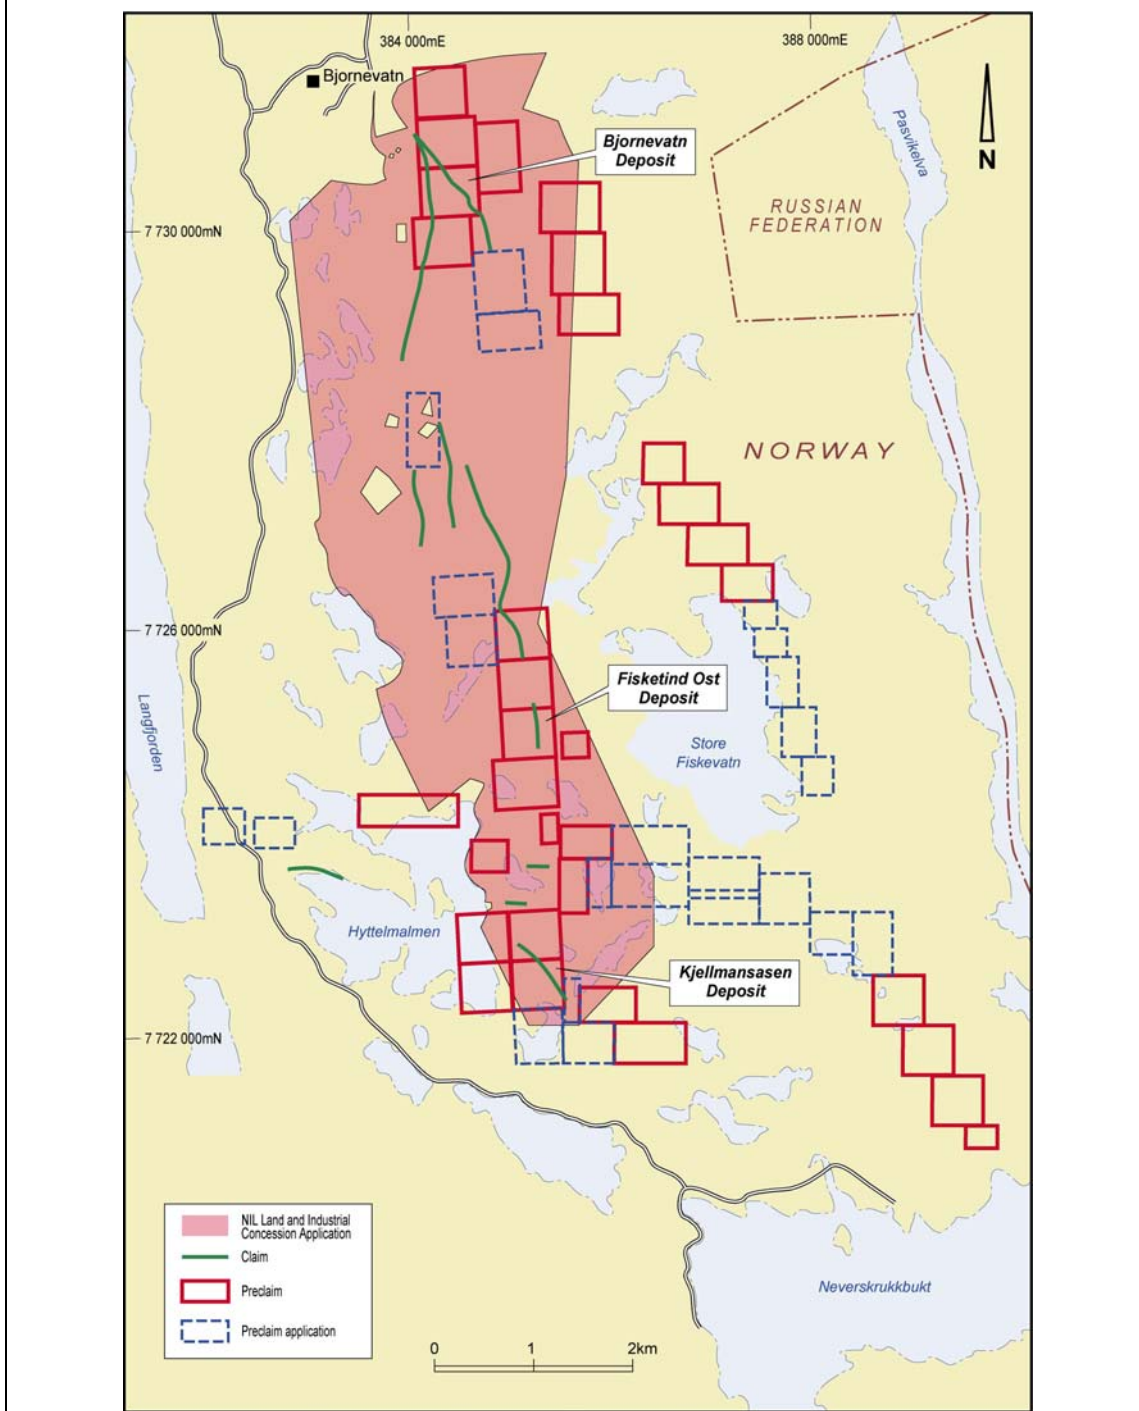 384 000mE
388 000mE
Bjornevatn
Bjornevatn
Deposit
Pasvikelva
N
RUSSIAN
FEDERATION
7 730 000mN
NORWAY
7 726 000mN
Fisketind Ost
Deposit
Langfjorden
Store
Fiskevatn
Hyttelmalmen
Kjellmansasen
Deposit
7 722 000mN
NIL Land and Industrial
Concession Application
Claim
Preclaim
Preclaim application
Neverskrukkbukt
0 1 2km